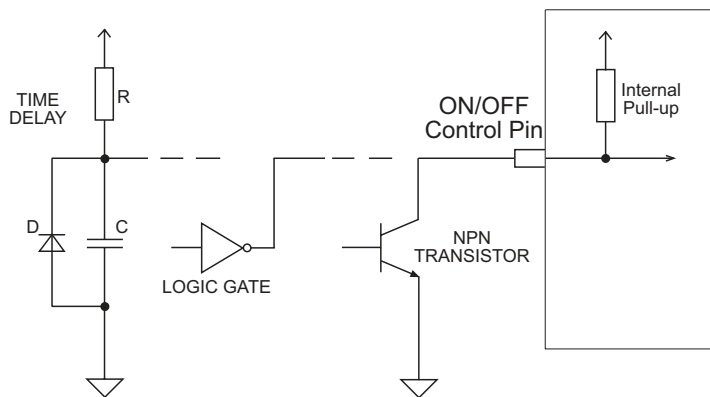 TIME
DELAY
R
D
C
LOGIC GATE
NPN
TRANSISTOR
ON/OFF
Control Pin
Internal
Pull-up